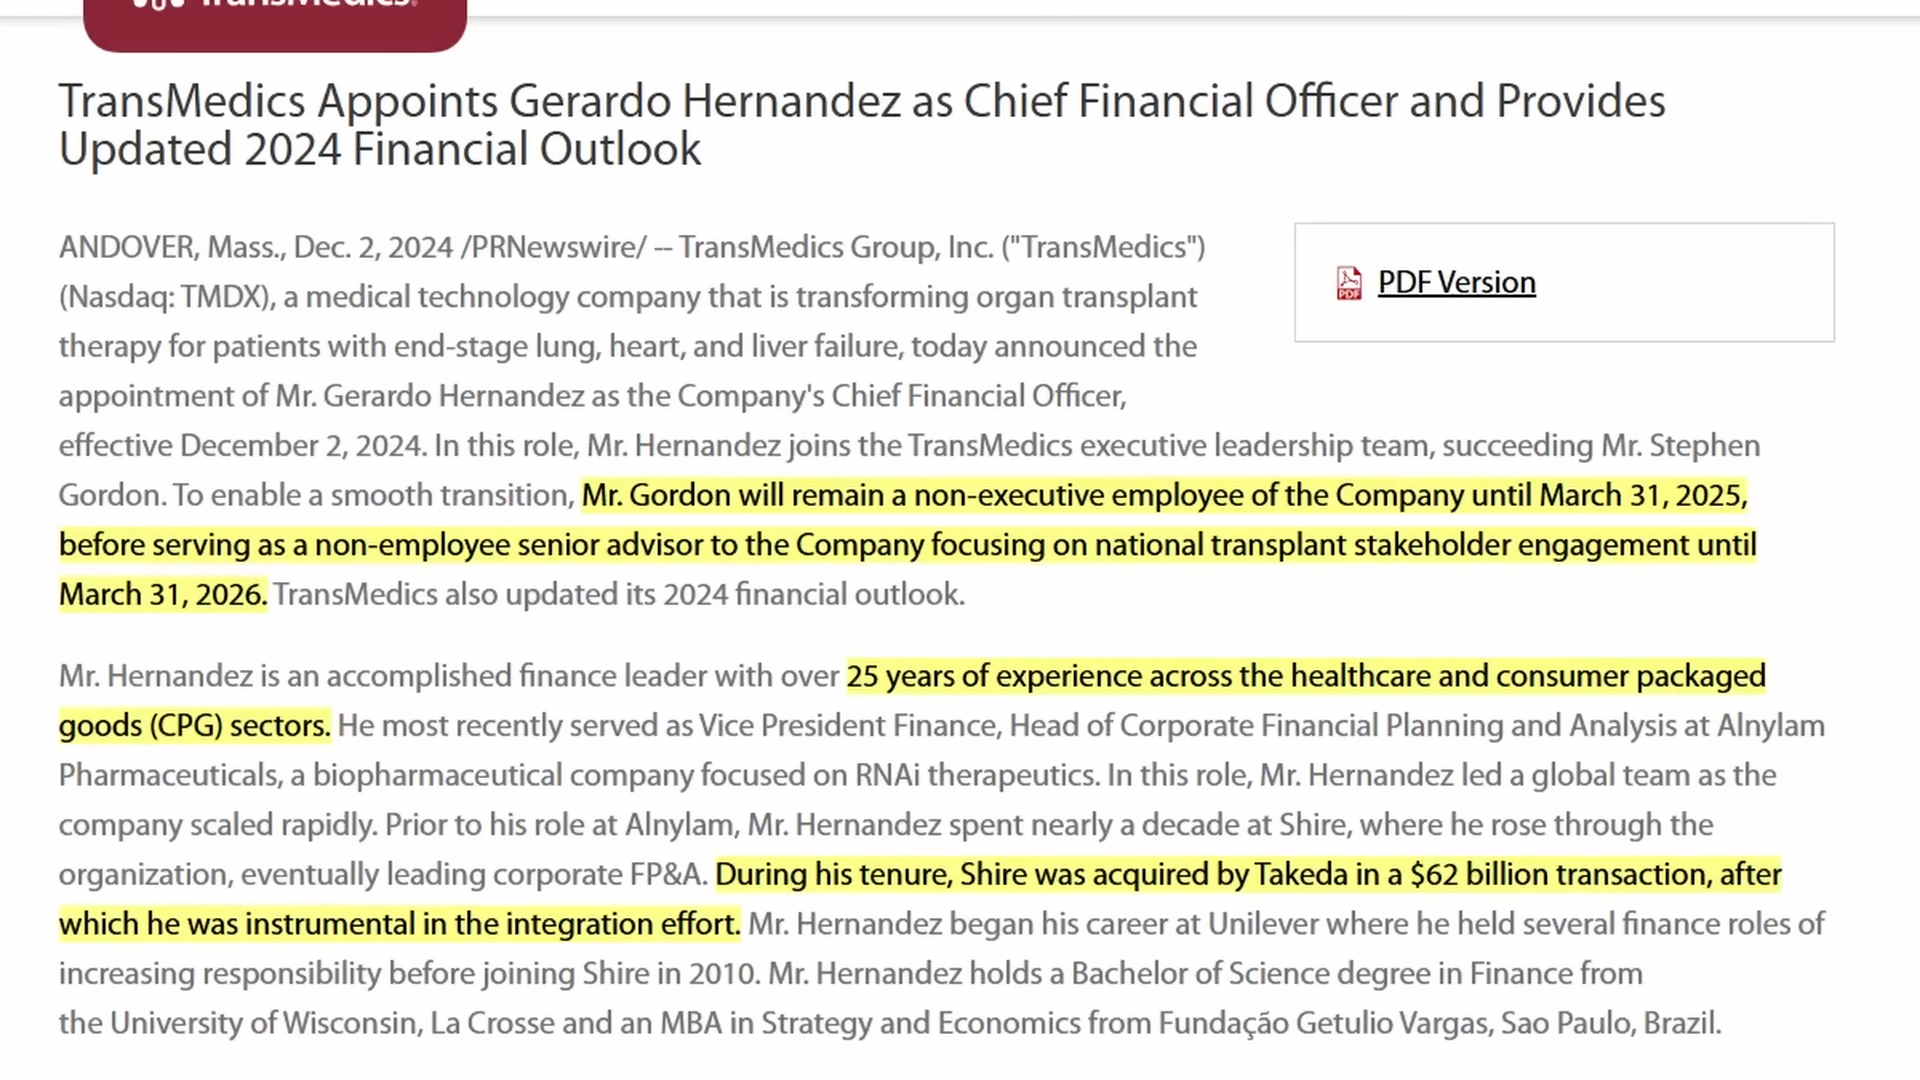 TransMedics
TransMedics Appoints Gerardo Hernandez as Chief Financial Officer and Provides
Updated 2024 Financial Outlook
ANDOVER, Mass., Dec. 2, 2024 /PRNewswire/ -- TransMedics Group, Inc. ("TransMedics")
(Nasdaq: TMDX), a medical technology company that is transforming organ transplant
therapy for patients with end-stage lung, heart, and liver failure, today announced the
appointment of Mr. Gerardo Hernandez as the Company's Chief Financial Officer,
PDF Version
effective December 2, 2024. In this role, Mr. Hernandez joins the TransMedics executive leadership team, succeeding Mr. Stephen
Gordon. To enable a smooth transition, Mr. Gordon will remain a non-executive employee of the Company until March 31, 2025,
before serving as a non-employee senior advisor to the Company focusing on national transplant stakeholder engagement until
March 31, 2026. TransMedics also updated its 2024 financial outlook.
Mr. Hernandez is an accomplished finance leader with over 25 years of experience across the healthcare and consumer packaged
goods (CPG) sectors. He most recently served as Vice President Finance, Head of Corporate Financial Planning and Analysis at Alnylam
Pharmaceuticals, a biopharmaceutical company focused on RNAi therapeutics. In this role, Mr. Hernandez led a global team as the
company scaled rapidly. Prior to his role at Alnylam, Mr. Hernandez spent nearly a decade at Shire, where he rose through the
organization, eventually leading corporate FP&A. During his tenure, Shire was acquired by Takeda in a $62 billion transaction, after
which he was instrumental in the integration effort. Mr. Hernandez began his career at Unilever where he held several finance roles of
increasing responsibility before joining Shire in 2010. Mr. Hernandez holds a Bachelor of Science degree in Finance from
the University of Wisconsin, La Crosse and an MBA in Strategy and Economics from Fundação Getulio Vargas, Sao Paulo, Brazil.